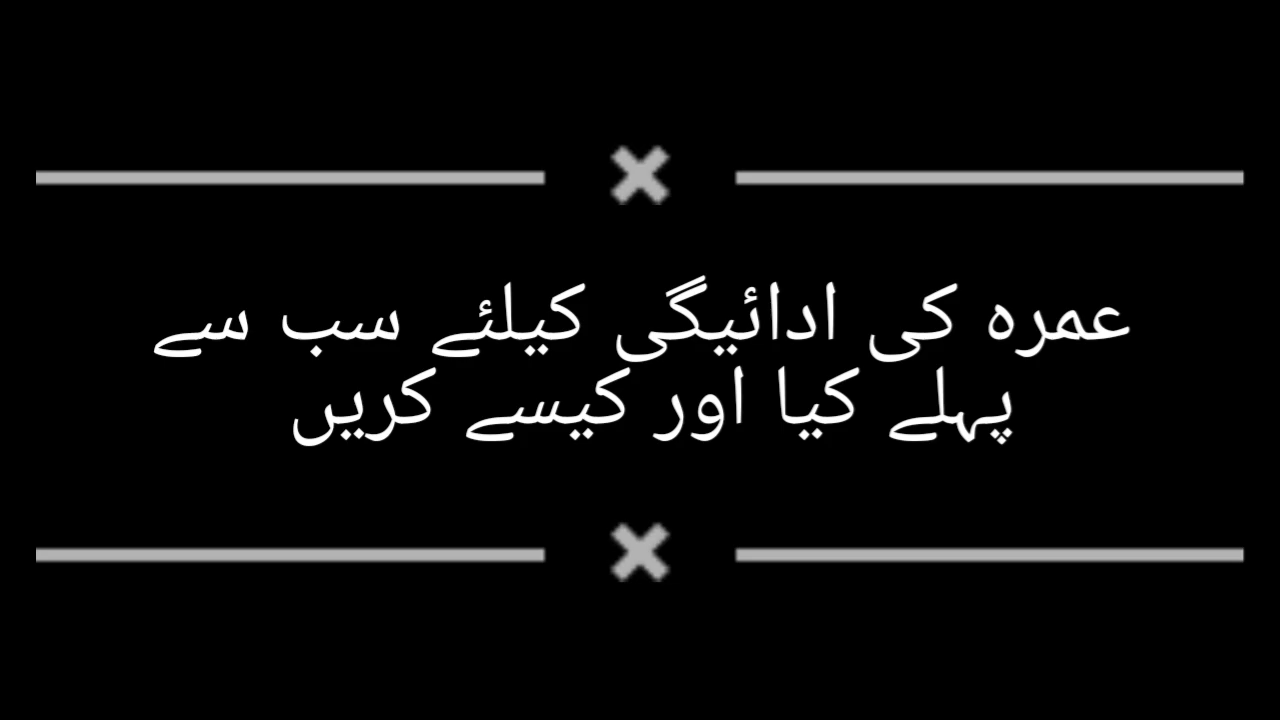 عمرہ کی ادائیگی کیلئے سب سے
پہلے کیا اور کیسے کریں